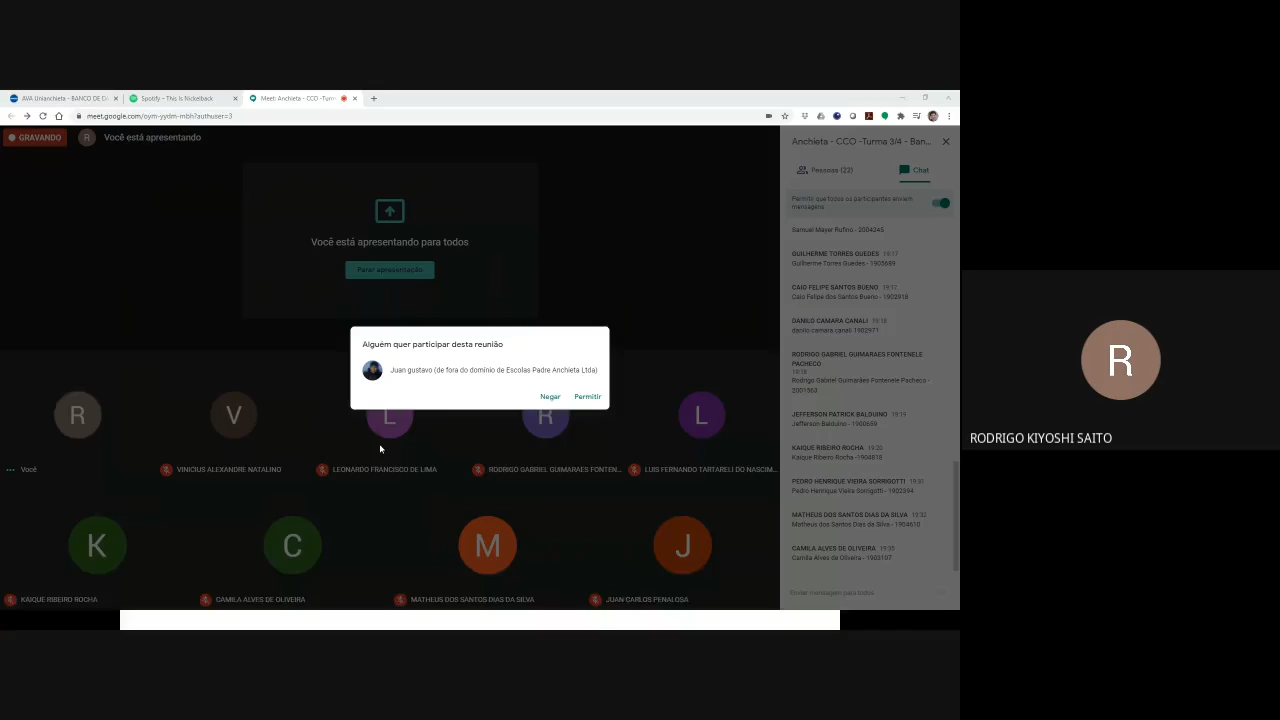 AVA Unianchieta - BANCO DE D
Spotify – This Is Nickelback
Meet: Anchieta - CCO -Turm
meet.google.com/oym-yydm-mbh?authuser=3
GRAVANDO
R
Você está apresentando
Anchieta - CCO -Turma 3/4 - Ban...
Pessoas (22)
Chat
Permitir que todos os participantes enviem
mensagens
Você está apresentando para todos
Parar apresentação
Samuel Mayer Rufino - 2004245
GUILHERME TORRES GUEDES 19:17
Guilherme Torres Guedes - 1905689
CAIO FELIPE SANTOS BUENO 19:17
Caio Felipe dos Santos Bueno - 1902818
DANILO CAMARA CANALI 19:18
danilo camara canali 1902971
RODRIGO GABRIEL GUIMARÃES FONTENELE
PACHECO
19:18
Rodrigo Gabriel Guimarães Fontenele Pacheco -
2001563
JEFFERSON PATRICK BALDUINO 19:19
Jefferson Balduino - 1900659
KAIQUE RIBEIRO ROCHA 19:20
Kaique Ribeiro Rocha -1904818
PEDRO HENRIQUE VIEIRA SORRIGOTTI 19:31
Pedro Henrique Vieira Sorrigotti - 1902394
MATHEUS DOS SANTOS DIAS DA SILVA 19:32
Matheus dos Santos Dias da Silva - 1904610
CAMILA ALVES DE OLIVEIRA 19:35
Camila Alves de Oliveira - 1903107
Enviar mensagem para todos
Alguém quer participar desta reunião
Juan gustavo (de fora do domínio de Escolas Padre Anchieta Ltda)
Negar
Permitir
R
V
L
R
L
Você
VINICIUS ALEXANDRE NATALINO
LEONARDO FRANCISCO DE LIMA
RODRIGO GABRIEL GUIMARAES FONTEN...
LUIS FERNANDO TARTARELI DO NASCIM...
K
C
M
J
KAIQUE RIBEIRO ROCHA
CAMILA ALVES DE OLIVEIRA
MATHEUS DOS SANTOS DIAS DA SILVA
JUAN CARLOS PENALOSA
R
RODRIGO KIYOSHI SAITO